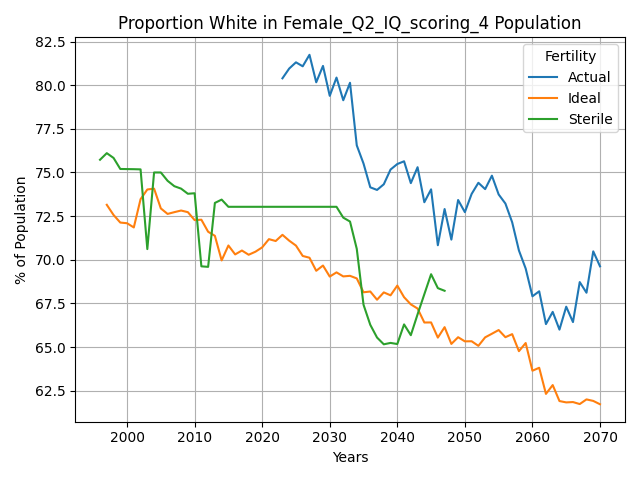 Proportion White in Female_Q2_IQ_scoring_4 Population
Fertility
Actual
Ideal
Sterile
% of Population
82.5
80.0
77.5
75.0
72.5
70.0
67.5
65.0
62.5
2000 2010 2020 2030 2040 2050 2060 2070
Years